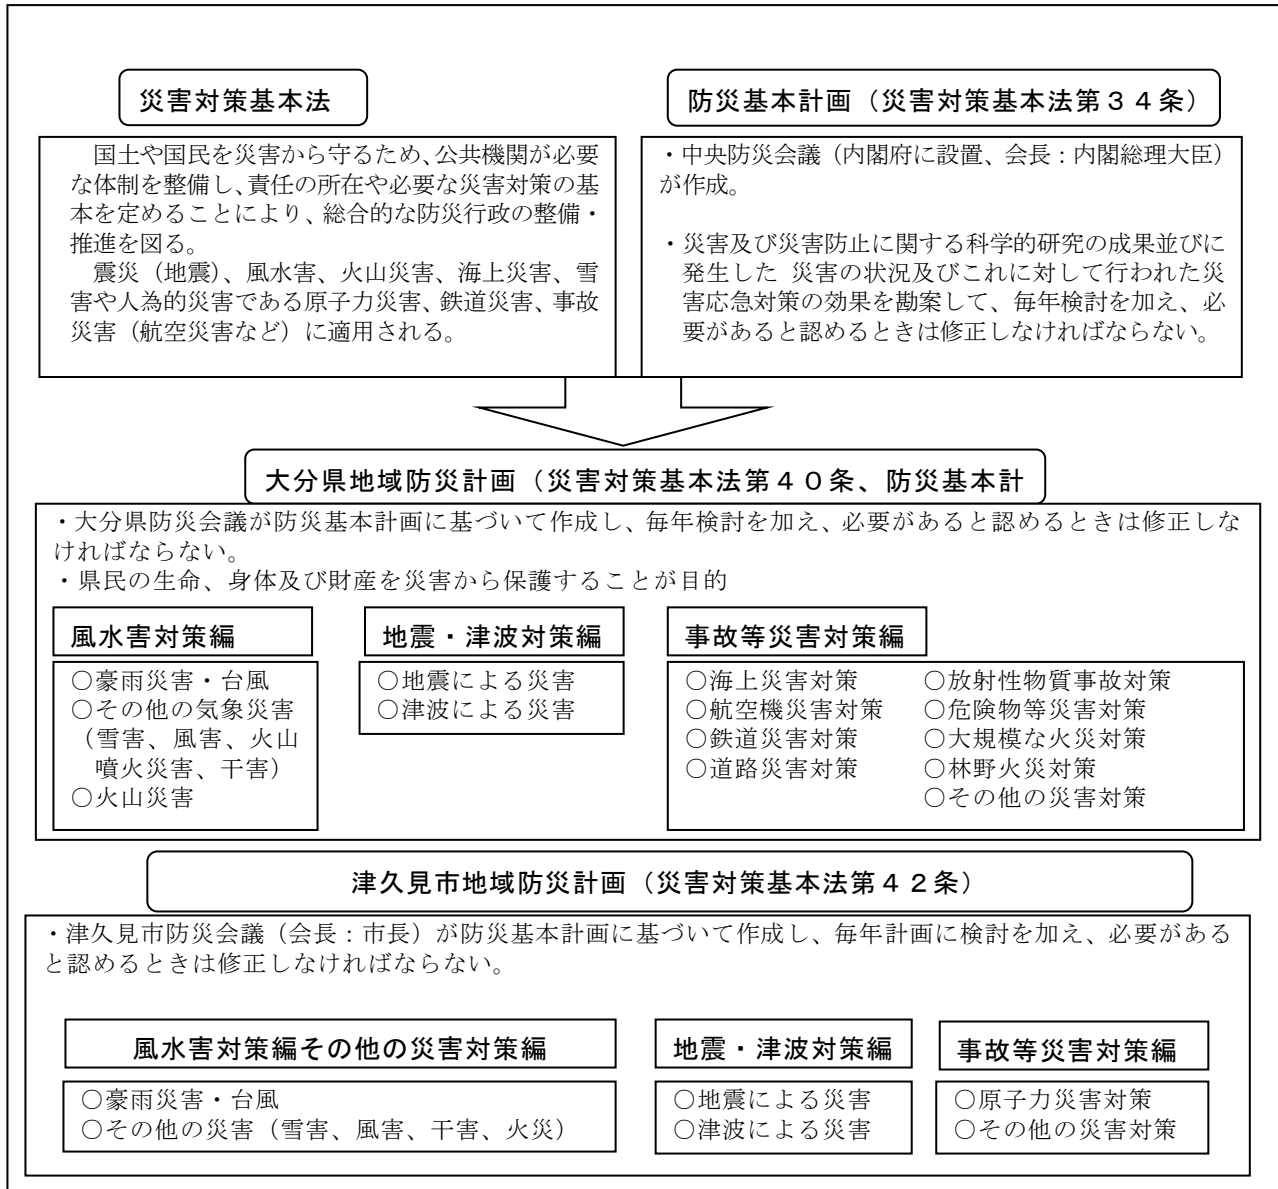 災害対策基本法
国土や国民を災害から守るため、公共機関が必要
な体制を整備し、責任の所在や必要な災害対策の基
本を定めることにより、総合的な防災行政の整備・
推進を図る。
震災（地震）、風水害、火山災害、海上災害、雪
害や人為的災害である原子力災害、鉄道災害、事故
災害（航空災害など）に適用される。
防災基本計画（災害対策基本法第３４条）
・中央防災会議（内閣府に設置、会長：内閣総理大臣）
が作成。
・災害及び災害防止に関する科学的研究の成果並びに
発生した 災害の状況及びこれに対して行われた災
害応急対策の効果を勘案して、毎年検討を加え、必
要があると認めるときは修正しなければならない。
大分県地域防災計画（災害対策基本法第４０条、防災基本計
・大分県防災会議が防災基本計画に基づいて作成し、毎年検討を加え、必要があると認めるときは修正しな
ければならない。
・県民の生命、身体及び財産を災害から保護することが目的
風水害対策編
○豪雨災害・台風
○その他の気象災害
（雪害、風害、火山
噴火災害、干害）
○火山災害
地震・津波対策編
○地震による災害
○津波による災害
事故等災害対策編
○海上災害対策
○航空機災害対策
○鉄道災害対策
○道路災害対策
○放射性物質事故対策
○危険物等災害対策
○大規模な火災対策
○林野火災対策
○その他の災害対策
津久見市地域防災計画（災害対策基本法第４２条）
・津久見市防災会議（会長：市長）が防災基本計画に基づいて作成し、毎年計画に検討を加え、必要がある
と認めるときは修正しなければならない。
風水害対策編その他の災害対策編
○豪雨災害・台風
○その他の災害（雪害、風害、干害、火災）
地震・津波対策編
○地震による災害
○津波による災害
事故等災害対策編
○原子力災害対策
○その他の災害対策